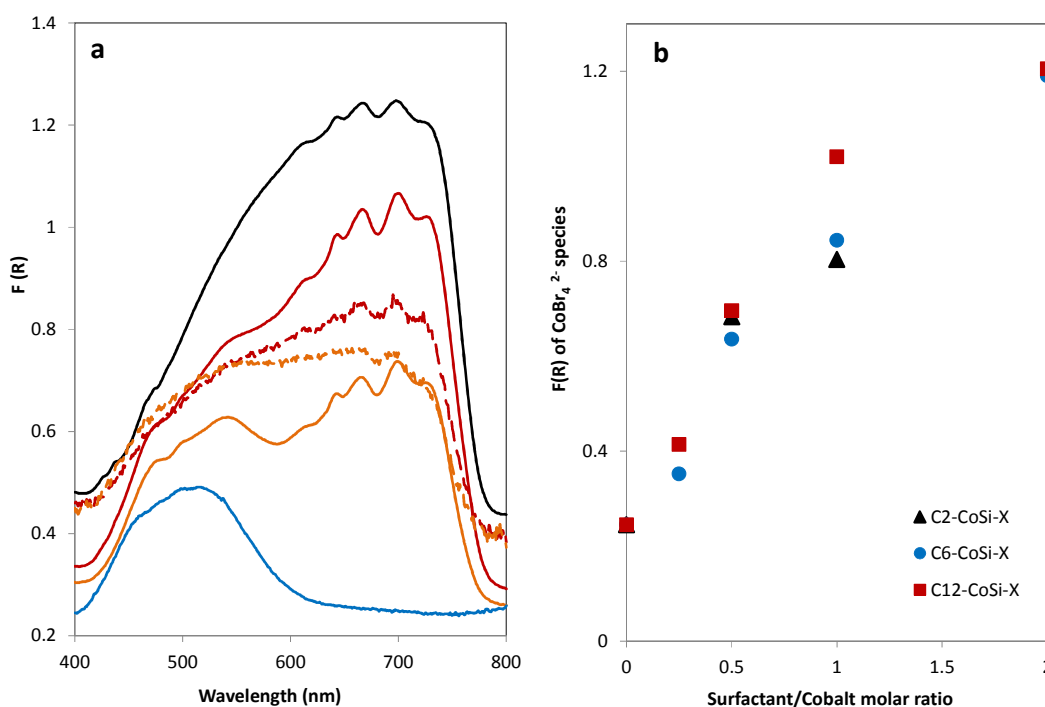 a
1.4
1.2
1
0.8
0.6
0.4
0.2
F (R)
400
500
600
700
800
Wavelength (nm)
b
1.2
0.8
0.4
0
F(R) of CoBr₄ ²⁻ species
0
0.5
1
1.5
2
Surfactant/Cobalt molar ratio
C2-CoSi-X
C6-CoSi-X
C12-CoSi-X